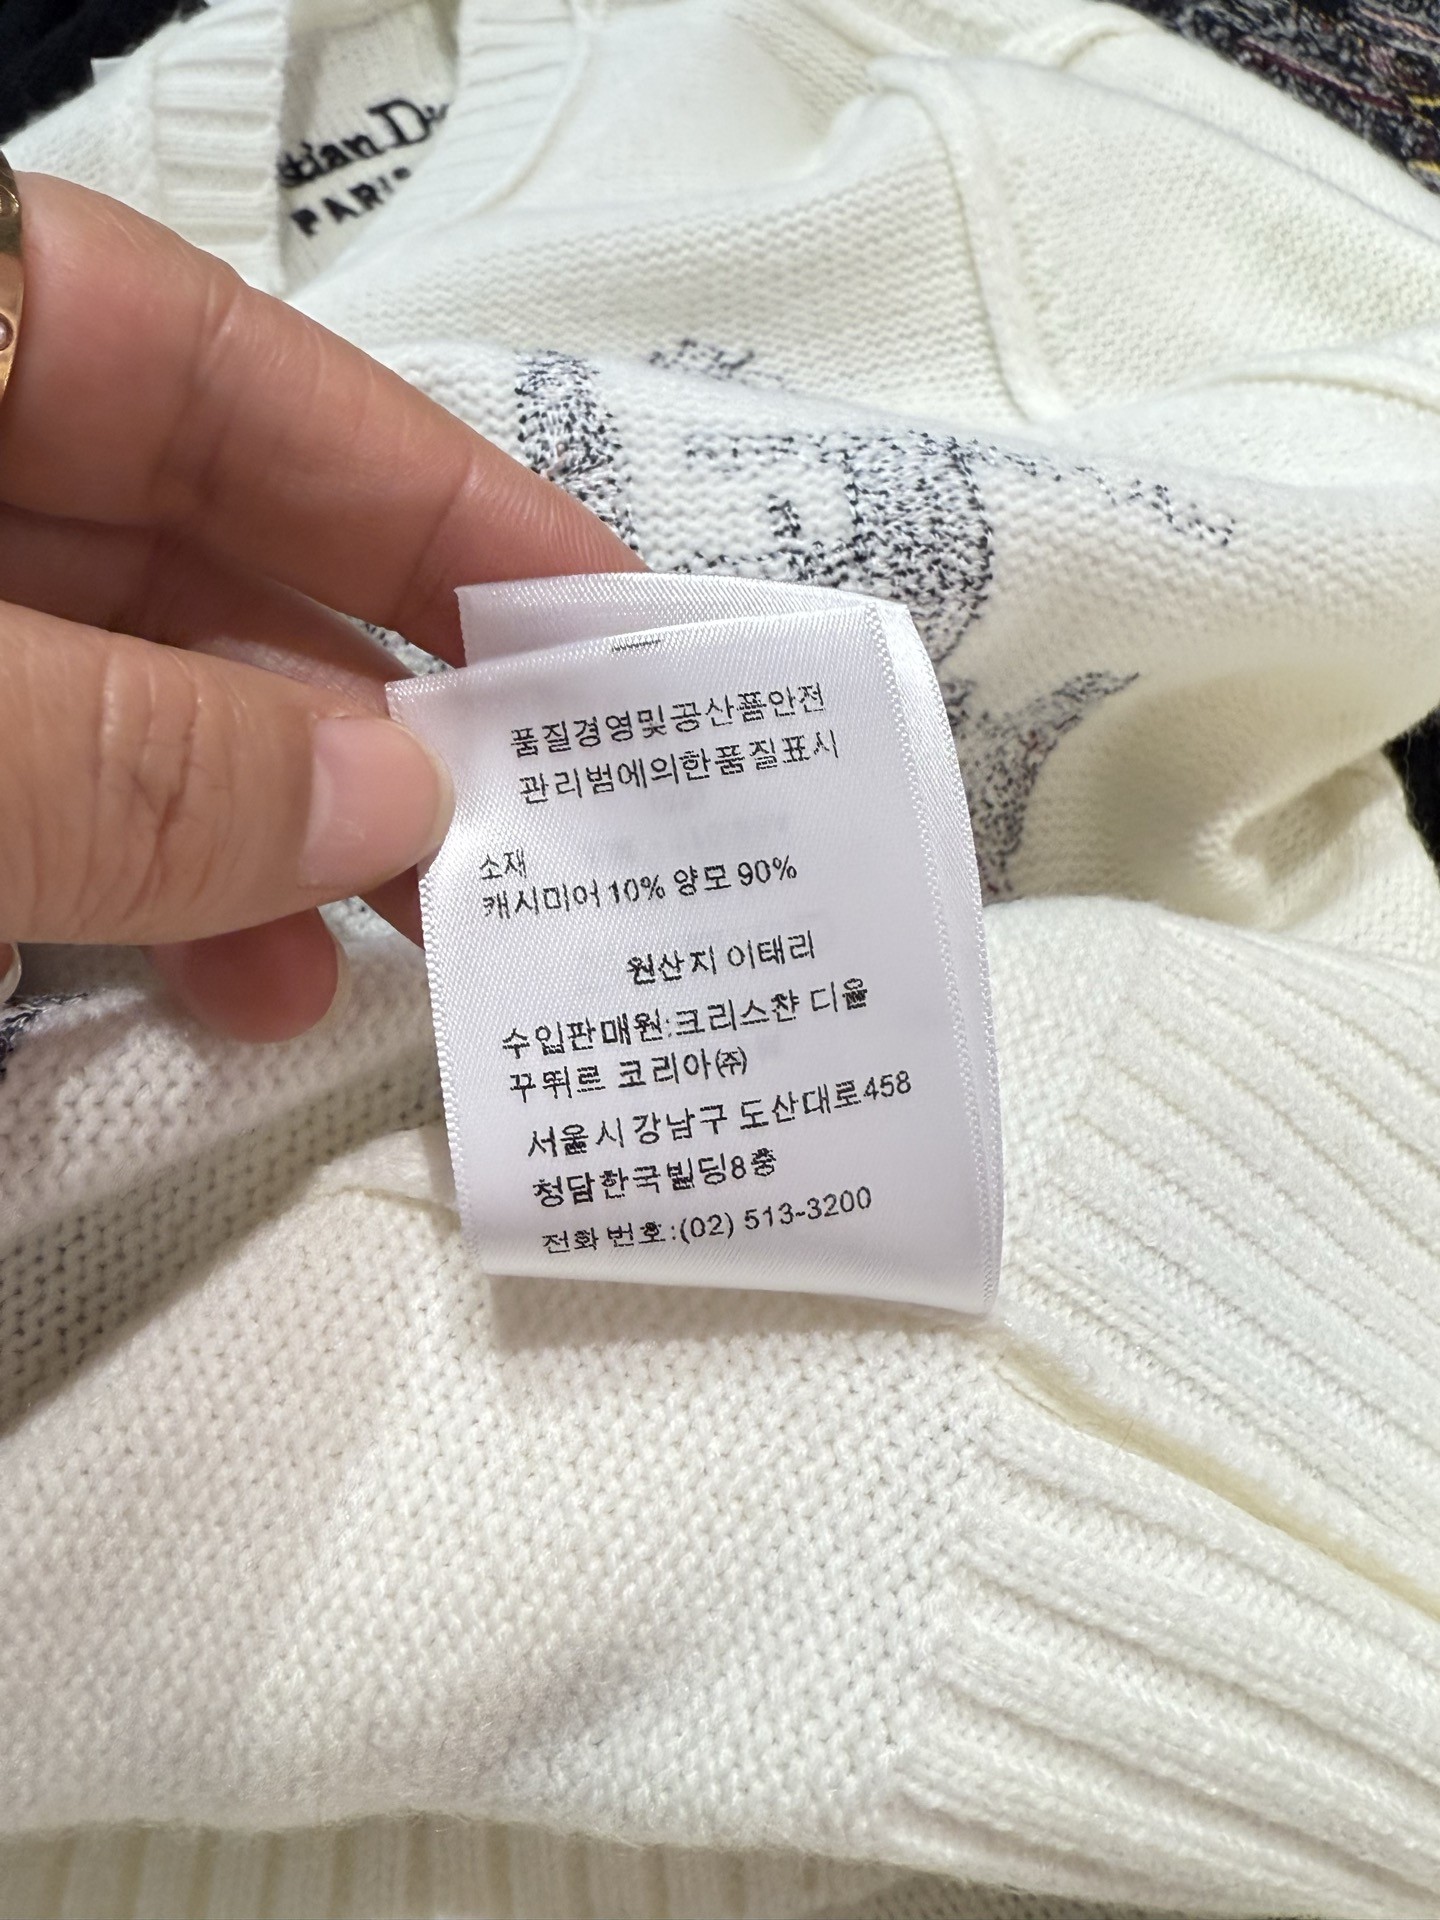 stian Di
PARIS
품질경영및공산품안전
관리법에의한품질표시
소재
캐시미어 10% 양모 90%
원산지 이태리
수입판매원:크리스챤 디올
꾸뛰르 코리아㈜
서울시 강남구 도산대로458
청담한국빌딩8층
전화 번호:(02) 513-3200